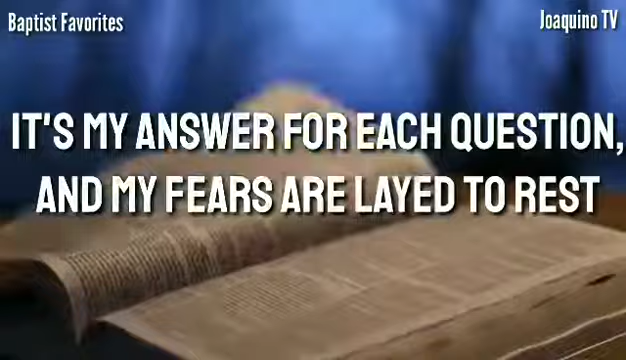 Baptist Favorites
Joaquino TV
IT'S MY ANSWER FOR EACH QUESTION,
AND MY FEARS ARE LAYED TO REST